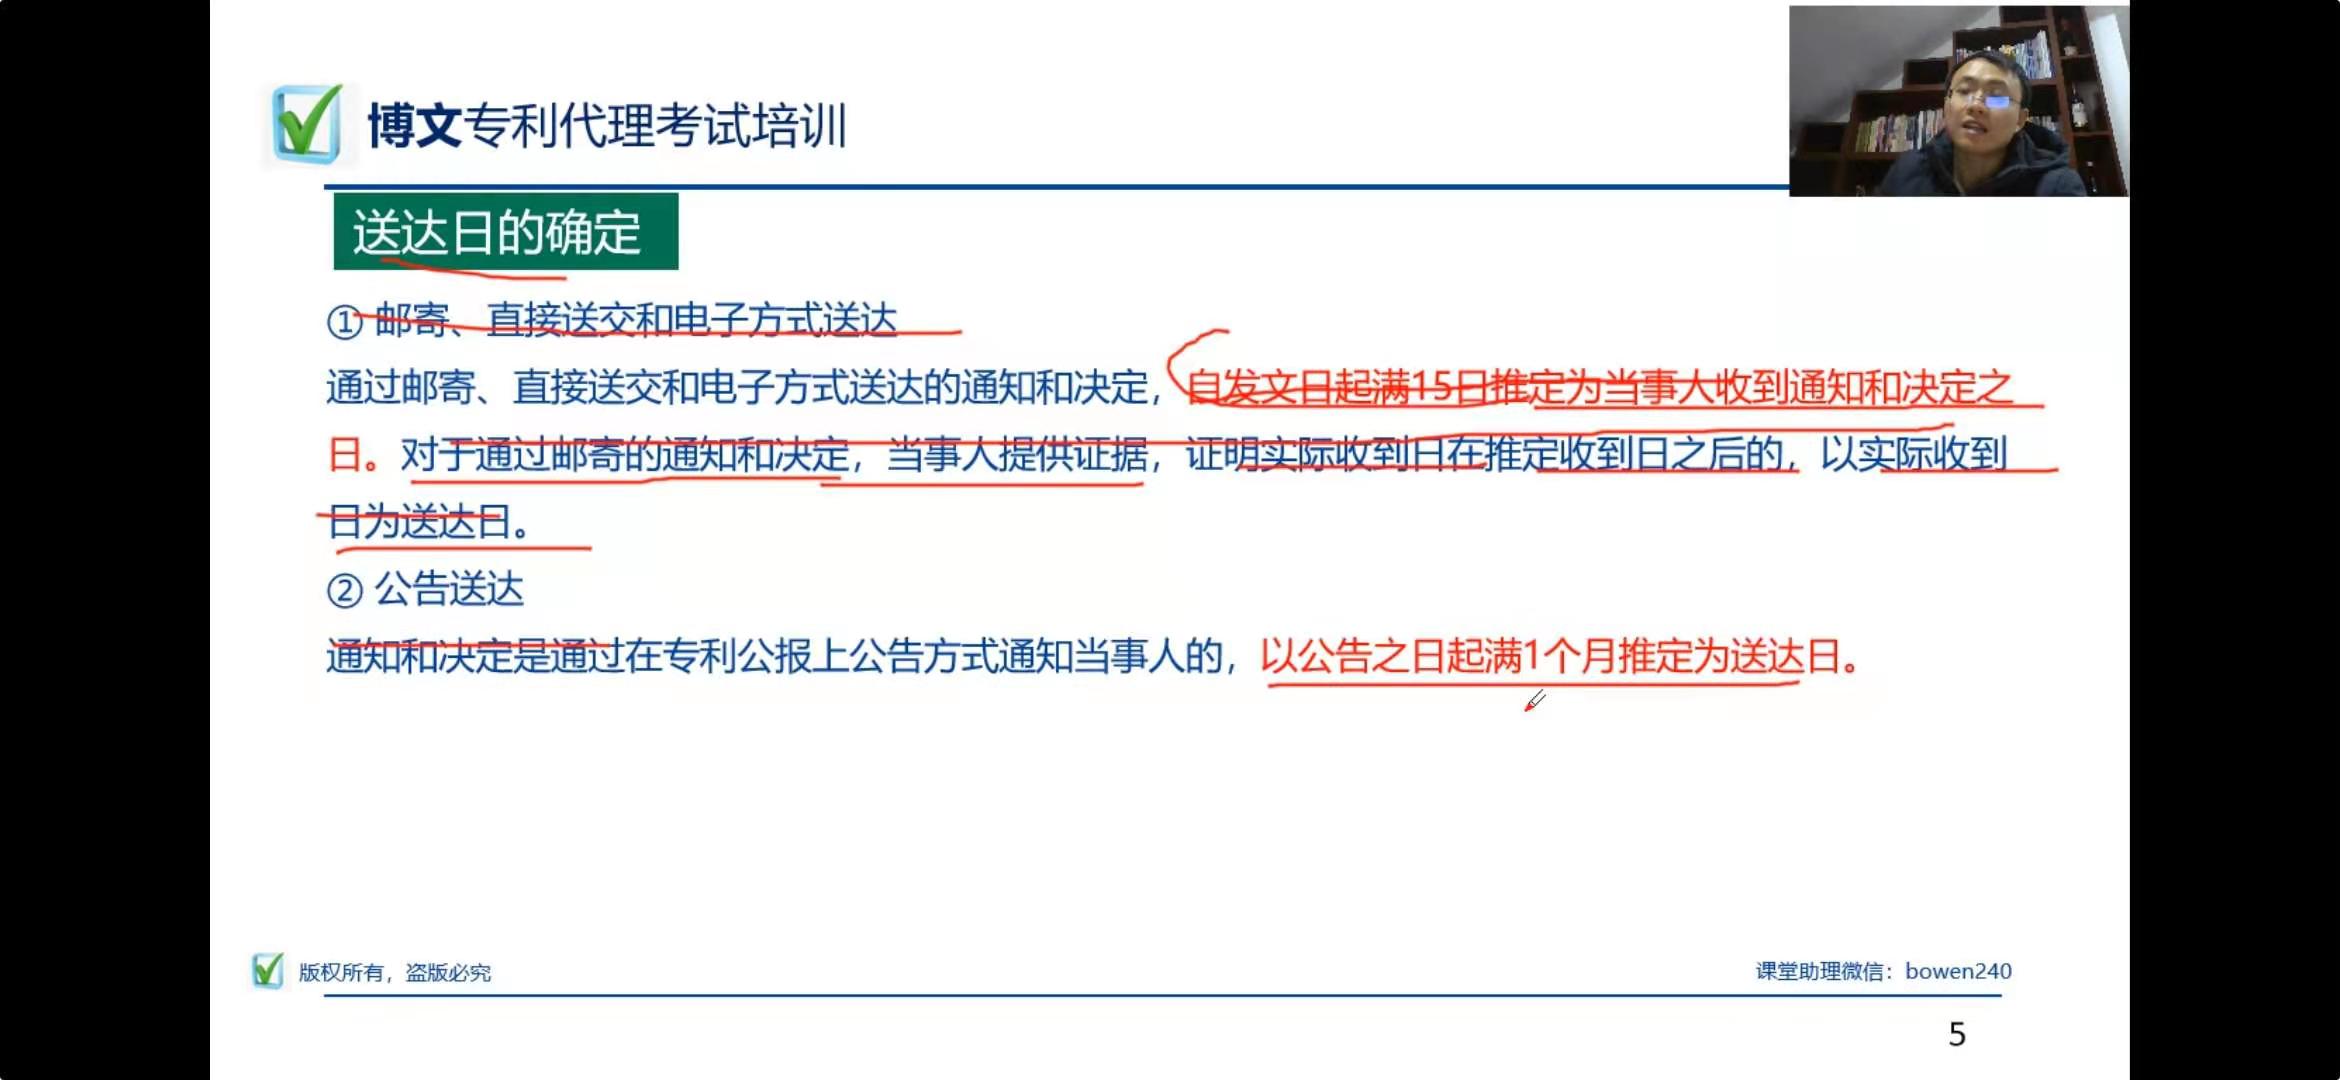 博文专利代理考试培训
送达日的确定
① 邮寄、直接送交和电子方式送达
通过邮寄、直接送交和电子方式送达的通知和决定，自发文日起满15日推定为当事人收到通知和决定之
日。对于通过邮寄的通知和决定，当事人提供证据，证明实际收到日在推定收到日之后的，以实际收到
日为送达日。
② 公告送达
通知和决定是通过在专利公报上公告方式通知当事人的，以公告之日起满1个月推定为送达日。
版权所有，盗版必究
课堂助理微信：bowen240
5